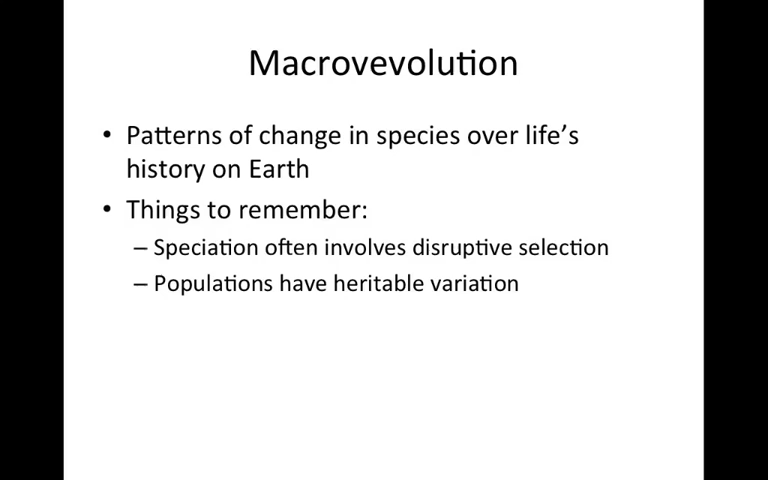 Macrovevolution
• Patterns of change in species over life’s
history on Earth
• Things to remember:
– Speciation often involves disruptive selection
– Populations have heritable variation